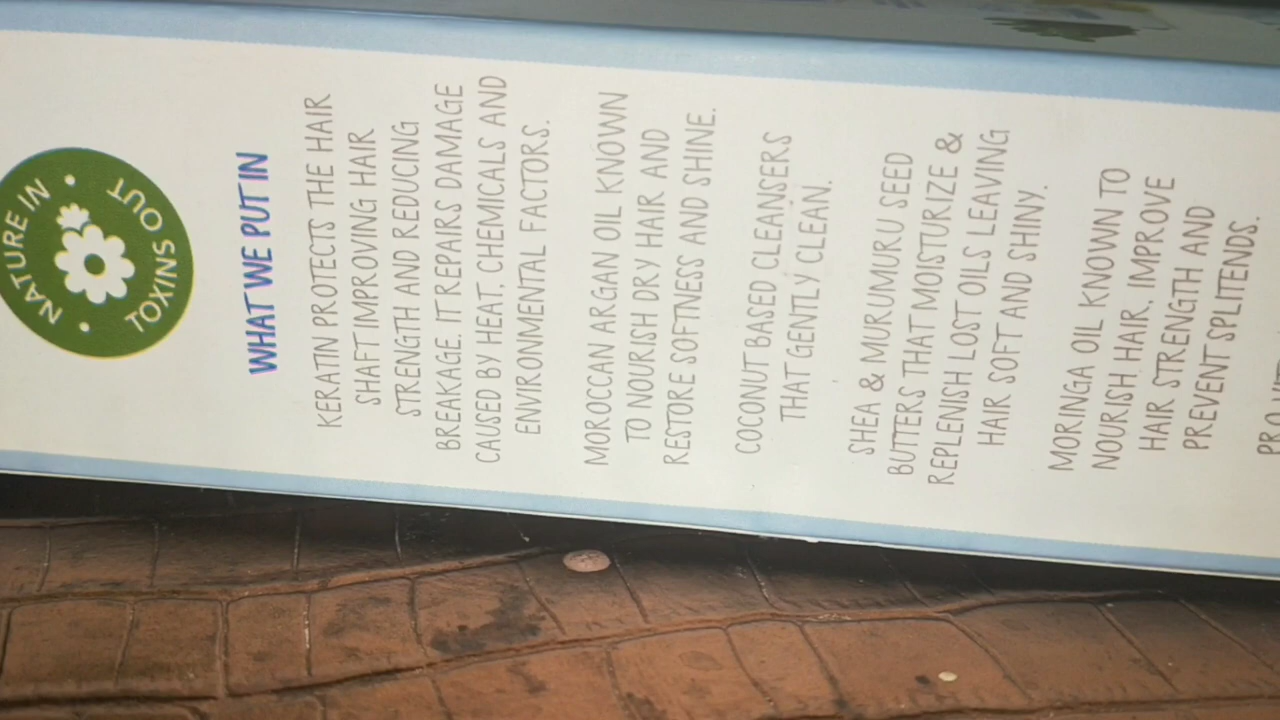 NATURE IN
TOXINS OUT
WHAT WE PUT IN
KERATIN PROTECTS THE HAIR
SHAFT IMPROVING HAIR
STRENGTH AND REDUCING
BREAKAGE. IT REPAIRS DAMAGE
CAUSED BY HEAT, CHEMICALS AND
ENVIRONMENTAL FACTORS.
MOROCCAN ARGAN OIL KNOWN
TO NOURISH DRY HAIR AND
RESTORE SOFTNESS AND SHINE.
COCONUT BASED CLEANSERS
THAT GENTLY CLEAN.
SHEA & MURUMURU SEED
BUTTERS THAT MOISTURIZE &
REPLENISH LOST OILS LEAVING
HAIR SOFT AND SHINY.
MORINGA OIL KNOWN TO
NOURISH HAIR, IMPROVE
HAIR STRENGTH AND
PREVENT SPLITENDS.